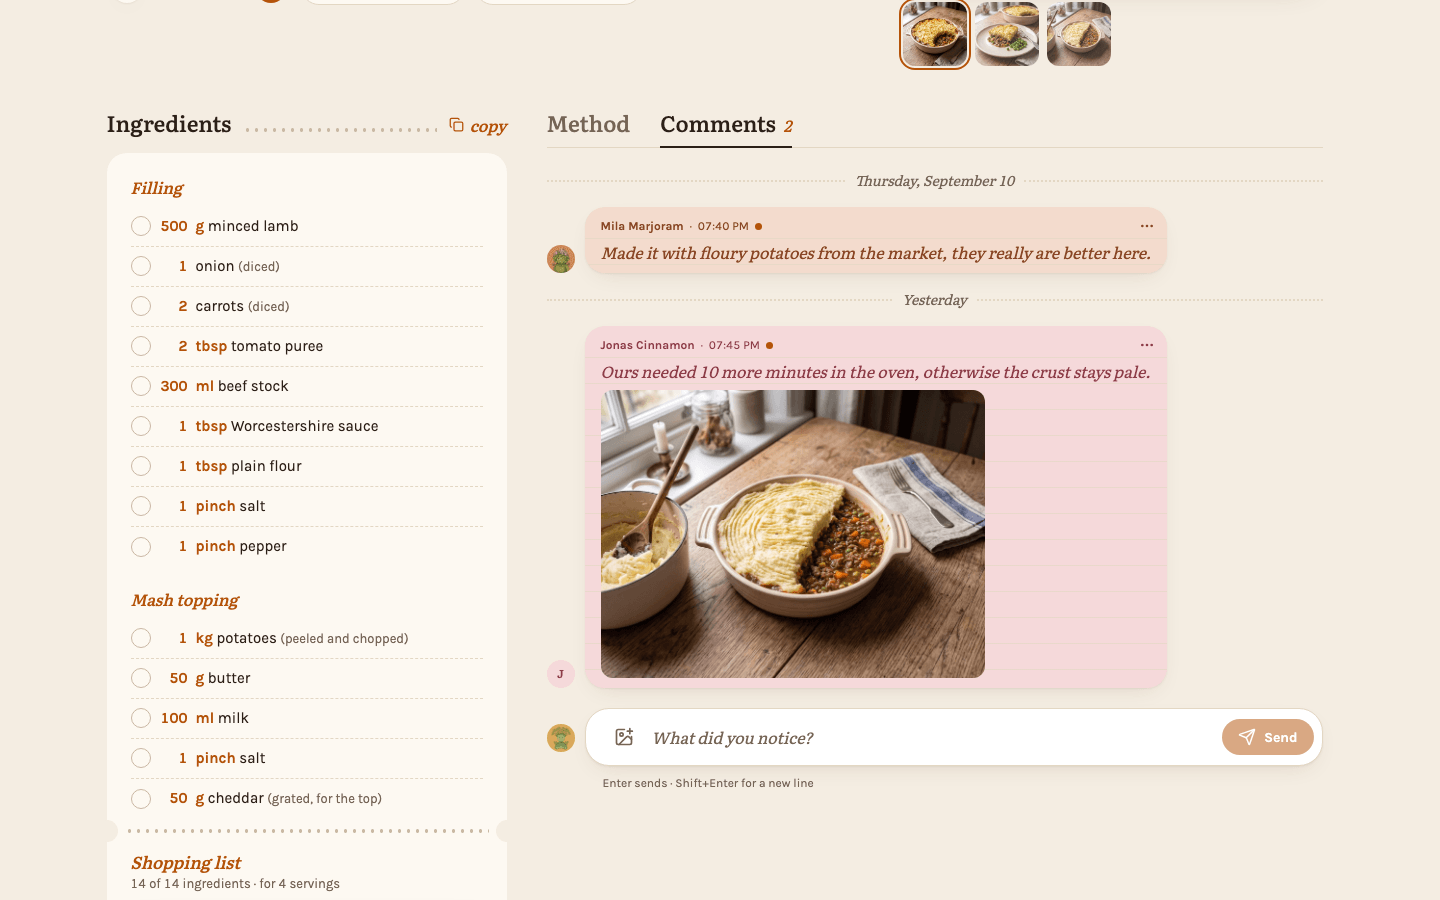 Ingredients
copy
Filling
500 g minced lamb
1 onion (diced)
2 carrots (diced)
2 tbsp tomato puree
300 ml beef stock
1 tbsp Worcestershire sauce
1 tbsp plain flour
1 pinch salt
1 pinch pepper
Mash topping
1 kg potatoes (peeled and chopped)
50 g butter
100 ml milk
1 pinch salt
50 g cheddar (grated, for the top)
Shopping list
14 of 14 ingredients · for 4 servings
Method
Comments 2
Thursday, September 10
Mila Marjoram · 07:40 PM
Made it with floury potatoes from the market, they really are better here.
Yesterday
Jonas Cinnamon · 07:45 PM
Ours needed 10 more minutes in the oven, otherwise the crust stays pale.
J
What did you notice?
Send
Enter sends · Shift+Enter for a new line